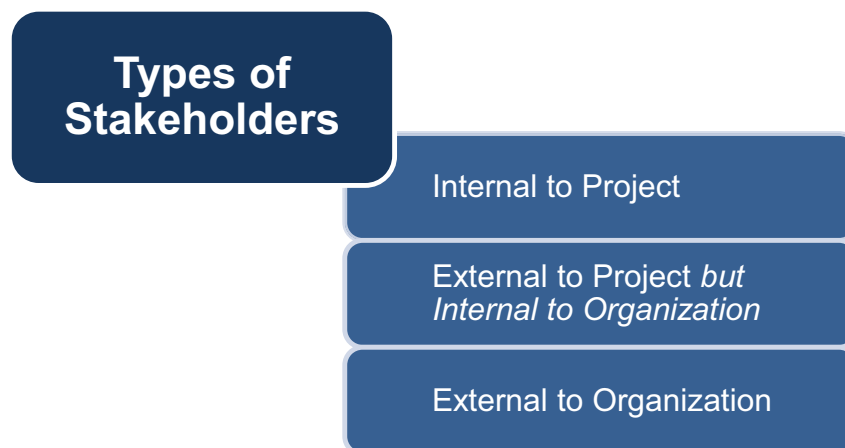 Types of
Stakeholders
Internal to Project
External to Project but
Internal to Organization
External to Organization